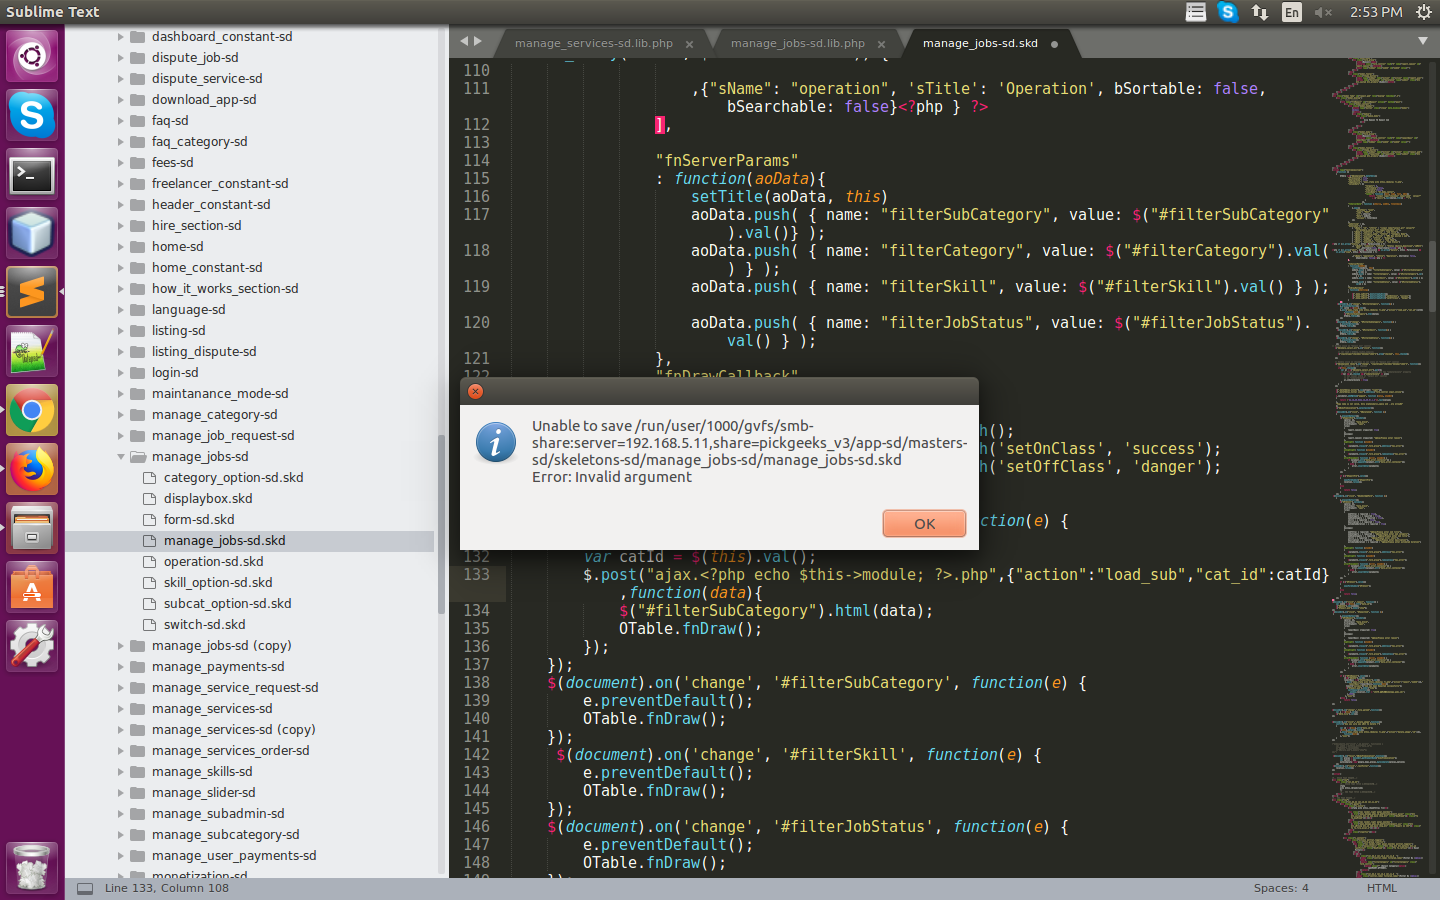 Sublime Text
En
2:53 PM
dashboard_constant-sd
dispute_job-sd
dispute_service-sd
download_app-sd
faq-sd
faq_category-sd
fees-sd
freelancer_constant-sd
header_constant-sd
hire_section-sd
home-sd
home_constant-sd
how_it_works_section-sd
language-sd
listing-sd
listing_dispute-sd
login-sd
maintanance_mode-sd
manage_category-sd
manage_job_request-sd
manage_jobs-sd
category_option-sd.skd
displaybox.skd
form-sd.skd
manage_jobs-sd.skd
operation-sd.skd
skill_option-sd.skd
subcat_option-sd.skd
switch-sd.skd
manage_jobs-sd (copy)
manage_payments-sd
manage_service_request-sd
manage_services-sd
manage_services-sd (copy)
manage_services_order-sd
manage_skills-sd
manage_slider-sd
manage_subadmin-sd
manage_subcategory-sd
manage_user_payments-sd
monetization-sd
manage_services-sd.lib.php
manage_jobs-sd.lib.php
manage_jobs-sd.skd
110
111 ,{"sName": "operation", 'sTitle': 'Operation', bSortable: false,
bSearchable: false}<?php } ?>
112 ],
113
114 "fnServerParams"
115 : function(aoData){
116 setTitle(aoData, this)
117 aoData.push( { name: "filterSubCategory", value: $("#filterSubCategory"
).val()} );
118 aoData.push( { name: "filterCategory", value: $("#filterCategory").val(
) } );
119 aoData.push( { name: "filterSkill", value: $("#filterSkill").val() } );
120 aoData.push( { name: "filterJobStatus", value: $("#filterJobStatus").
val() } );
121 },
122 "fnDrawCallback"
Unable to save /run/user/1000/gvfs/smb-
share:server=192.168.5.11,share=pickgeeks_v3/app-sd/masters-
sd/skeletons-sd/manage_jobs-sd/manage_jobs-sd.skd
Error: Invalid argument
OK
h();
h('setOnClass', 'success');
h('setOffClass', 'danger');
ction(e) {
132 var catId = $(this).val();
133 $.post("ajax.<?php echo $this->module; ?>.php",{"action":"load_sub","cat_id":catId}
,function(data){
134 $("#filterSubCategory").html(data);
135 OTable.fnDraw();
136 });
137 });
138 $(document).on('change', '#filterSubCategory', function(e) {
139 e.preventDefault();
140 OTable.fnDraw();
141 });
142 $(document).on('change', '#filterSkill', function(e) {
143 e.preventDefault();
144 OTable.fnDraw();
145 });
146 $(document).on('change', '#filterJobStatus', function(e) {
147 e.preventDefault();
148 OTable.fnDraw();
Line 133, Column 108
Spaces: 4
HTML